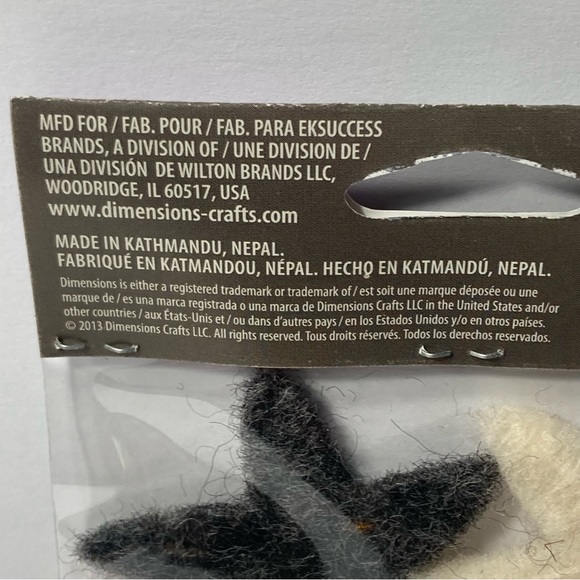 MFD FOR / FAB. POUR / FAB. PARA EKSUCCESS
BRANDS, A DIVISION OF / UNE DIVISION DE /
UNA DIVISIÓN DE WILTON BRANDS LLC,
WOODRIDGE, IL 60517, USA
www.dimensions-crafts.com
MADE IN KATHMANDU, NEPAL.
FABRIQUÉ EN KATMANDOU, NÉPAL. HECHO EN KATMANDÚ, NEPAL.
Dimensions is either a registered trademark or trademark of / est soit une marque déposée ou une
marque de / es una marca registrada o una marca de Dimensions Crafts LLC in the United States and/or
other countries / aux États-Unis et / ou dans d'autres pays / en los Estados Unidos y/o en otros países.
© 2013 Dimensions Crafts LLC. All rights reserved. Tous droits réservés. Todos los derechos reservados.